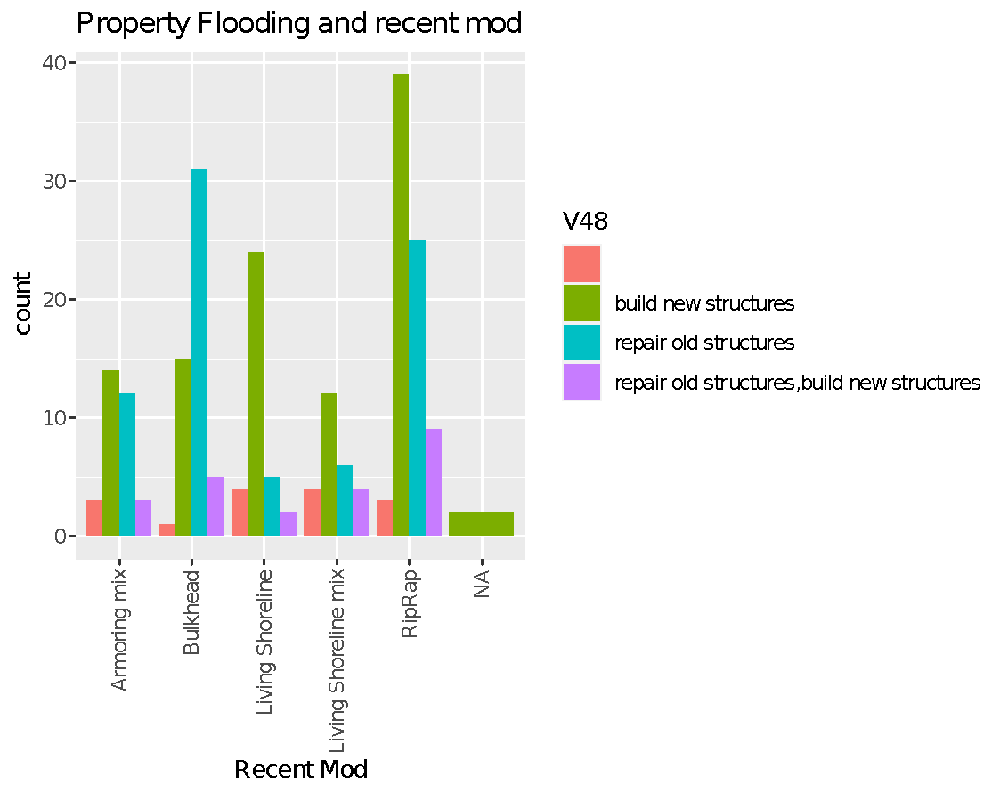 Property Flooding and recent mod
40
30
20
10
0
count
Armoring mix
Bulkhead
Living Shoreline
Living Shoreline mix
RipRap
NA
Recent Mod
V48
build new structures
repair old structures
repair old structures,build new structures